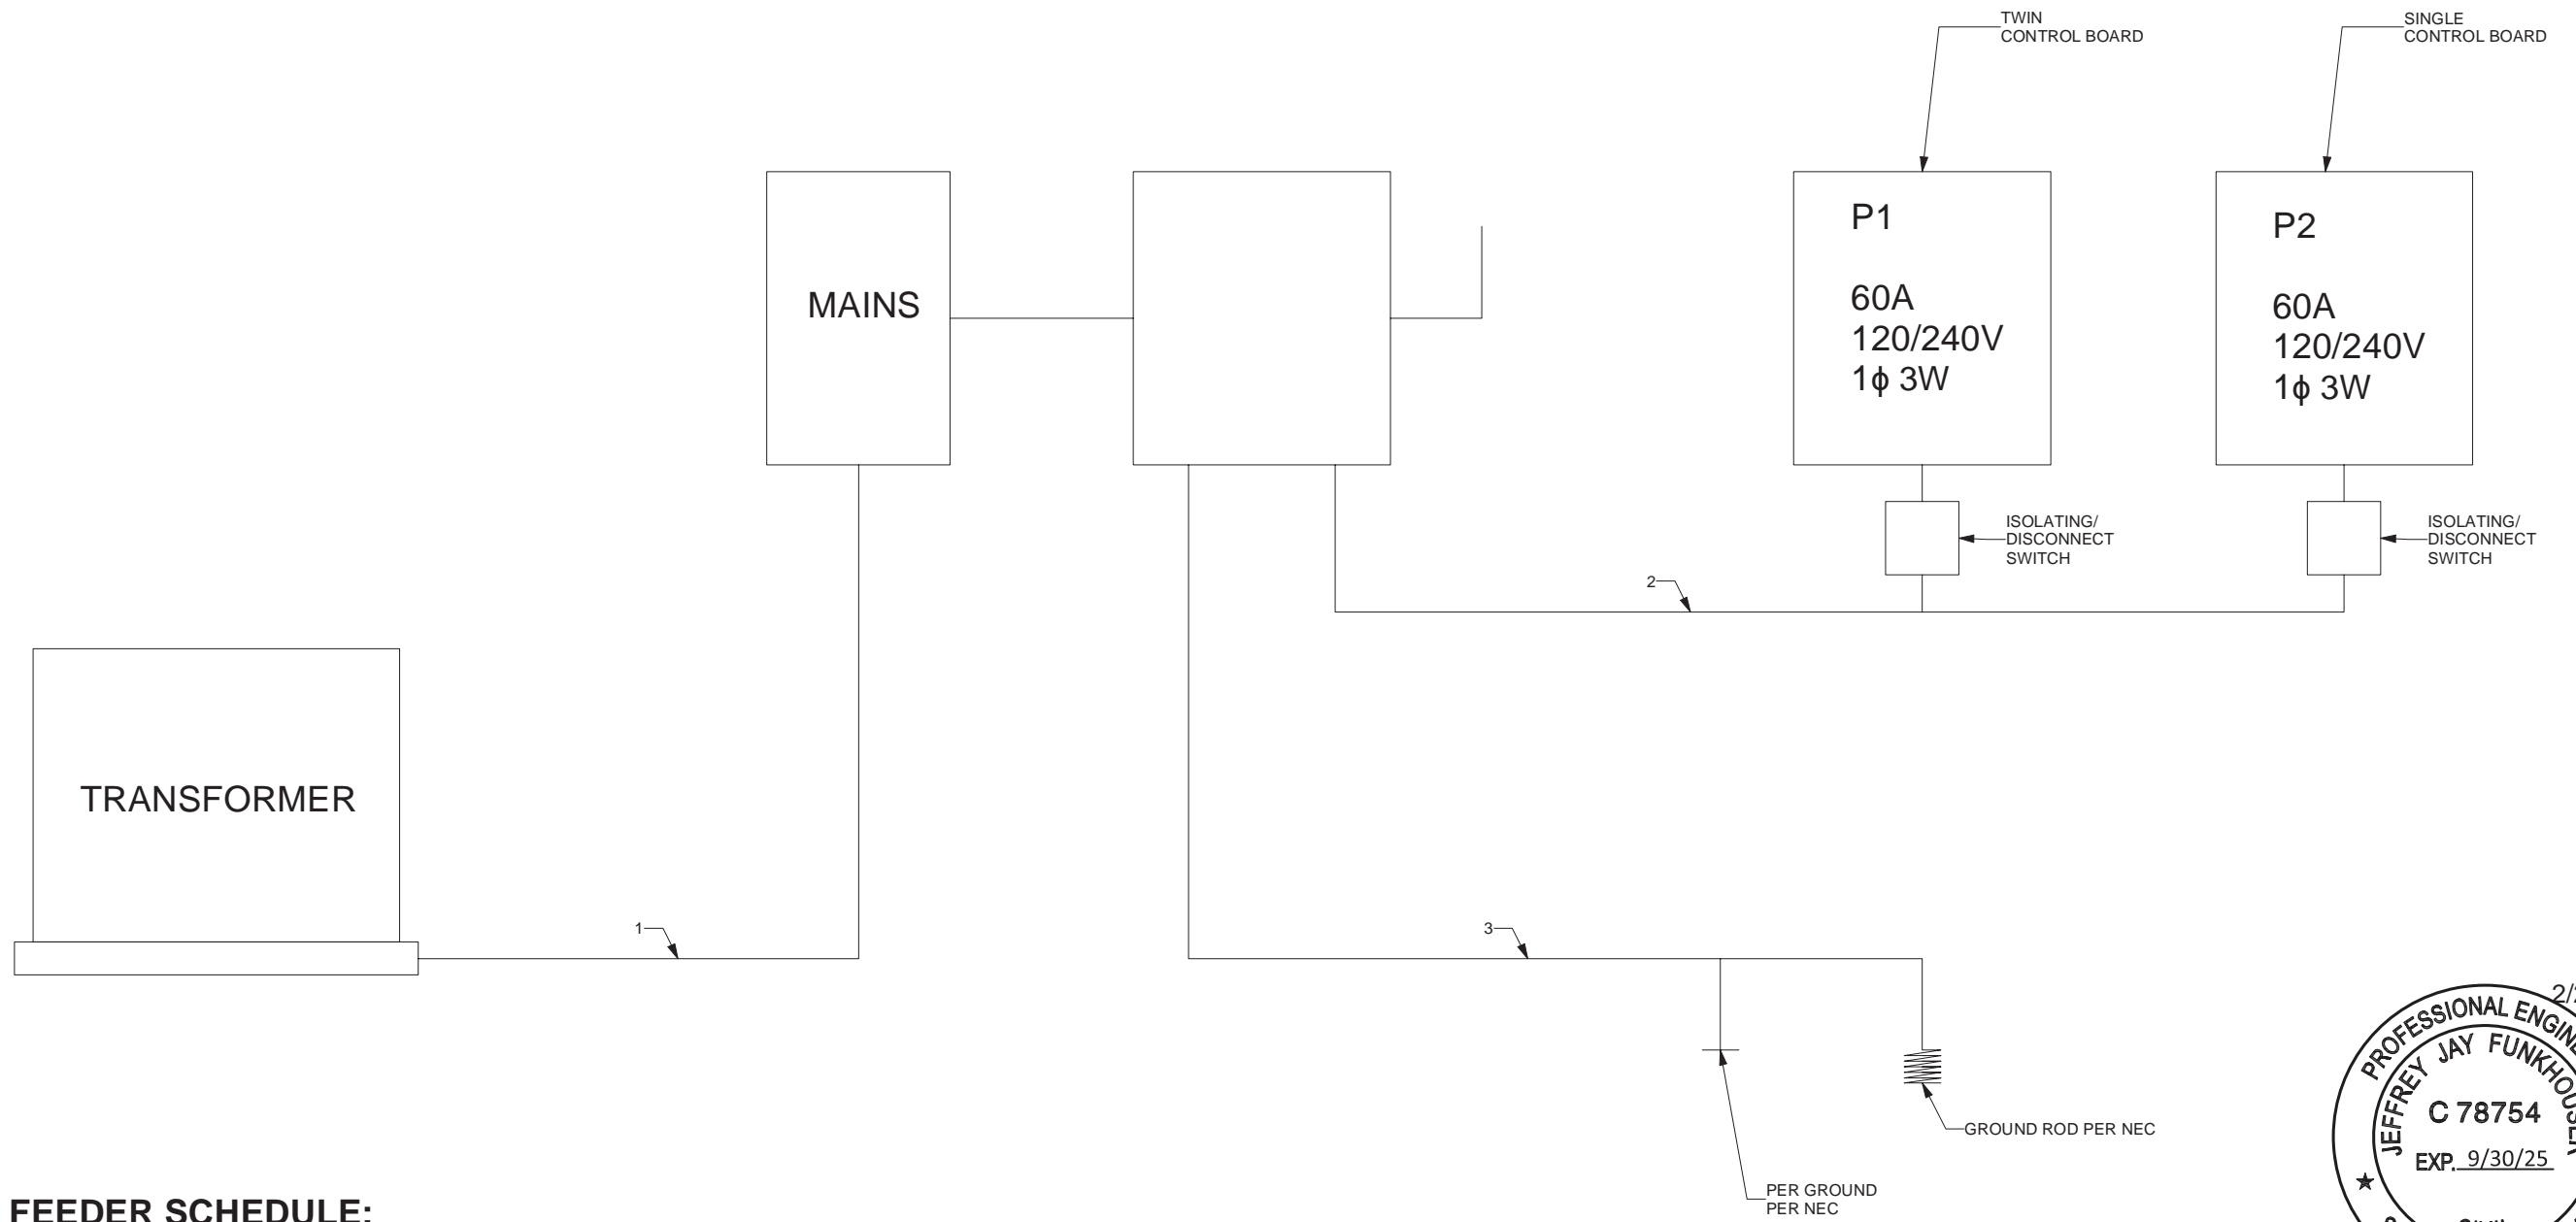 TWIN
CONTROL BOARD
SINGLE
CONTROL BOARD
MAINS
P1
60A
120/240V
1ϕ 3W
P2
60A
120/240V
1ϕ 3W
ISOLATING/
DISCONNECT
SWITCH
ISOLATING/
DISCONNECT
SWITCH
2
TRANSFORMER
1
3
GROUND ROD PER NEC
PER GROUND
PER NEC
PROFESSIONAL
JEFFREY JAY FUNKHOUSER
C 78754
EXP. 9/30/25
FEEDER SCHEDULE: